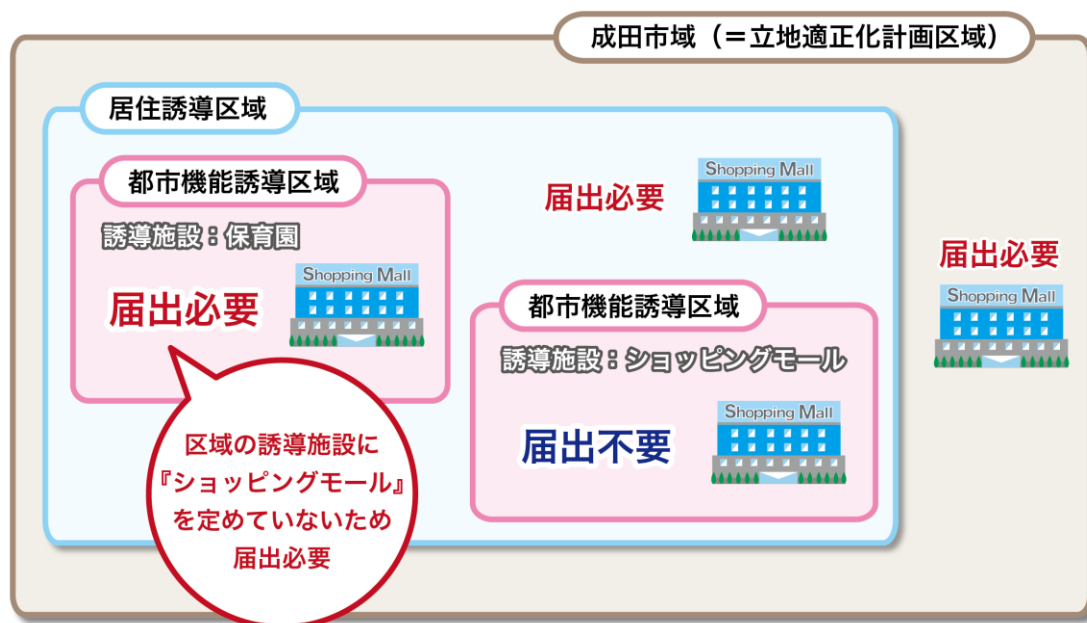 成田市域（＝立地適正化計画区域）
居住誘導区域
都市機能誘導区域
誘導施設：保育園
届出必要
Shopping Mall
届出必要
Shopping Mall
届出必要
Shopping Mall
都市機能誘導区域
誘導施設：ショッピングモール
届出不要
Shopping Mall
区域の誘導施設に
『ショッピングモール』
を定めていないため
届出必要